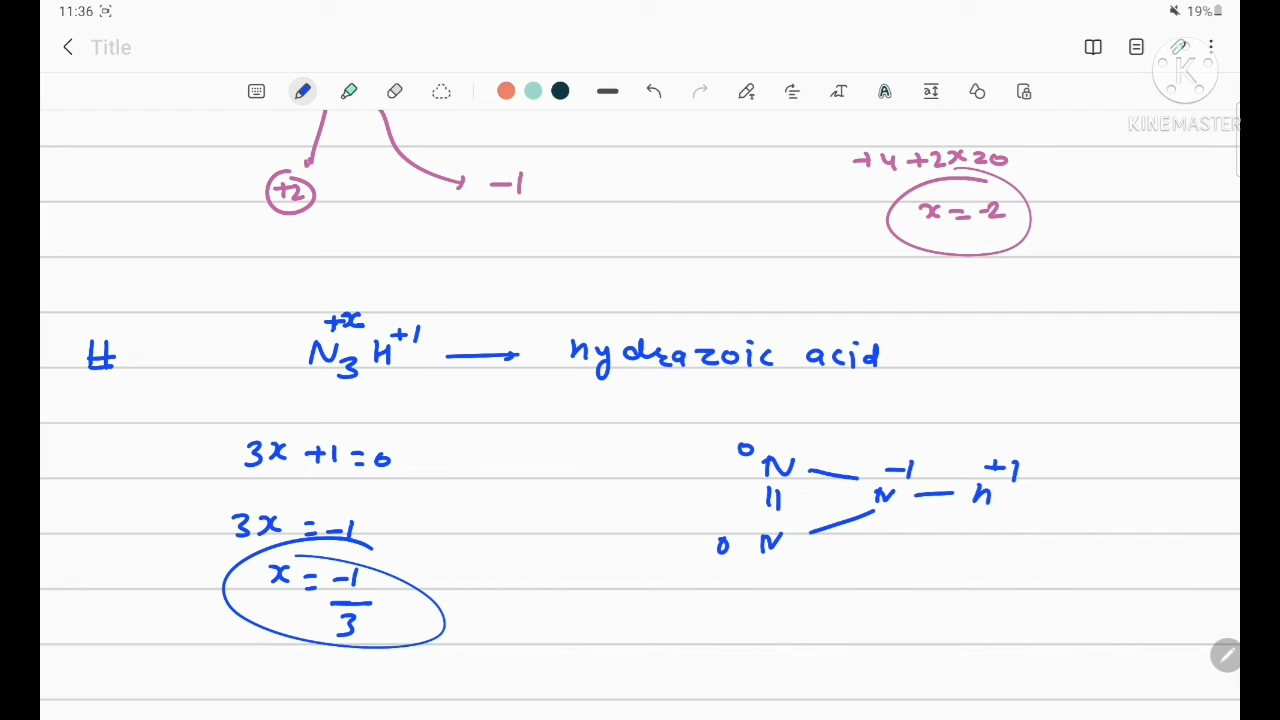 11:36
19%
Title
KINEMASTER
+4 +2x=0
+2
-1
x = -2
#
+x
N3H+1 → hydrazoic acid
3x +1 = 0
0 N
-1
+1
||
N — H
3x = -1
0 N
x = -1/3